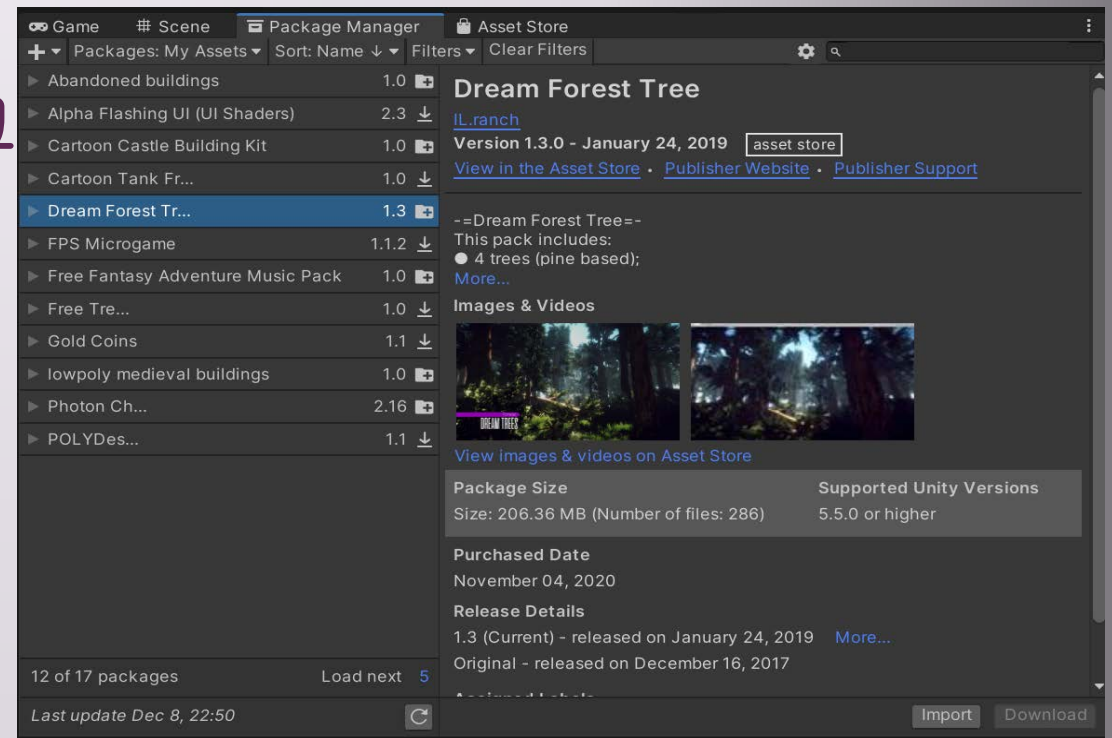 Game # Scene Package Manager Asset Store
+ Packages: My Assets Sort: Name ↓ Filters Clear Filters
Abandoned buildings 1.0
Alpha Flashing UI (UI Shaders) 2.3
Cartoon Castle Building Kit 1.0
Cartoon Tank Fr... 1.0
Dream Forest Tr... 1.3
FPS Microgame 1.1.2
Free Fantasy Adventure Music Pack 1.0
Free Tre... 1.0
Gold Coins 1.1
lowpoly medieval buildings 1.0
Photon Ch... 2.16
POLYDes... 1.1
12 of 17 packages Load next 5
Last update Dec 8, 22:50
Dream Forest Tree
IL.ranch
Version 1.3.0 - January 24, 2019 asset store
View in the Asset Store • Publisher Website • Publisher Support
-=Dream Forest Tree=-
This pack includes:
● 4 trees (pine based);
More...
Images & Videos
DREAM TREES
View images & videos on Asset Store
Package Size Supported Unity Versions
Size: 206.36 MB (Number of files: 286) 5.5.0 or higher
Purchased Date
November 04, 2020
Release Details
1.3 (Current) - released on January 24, 2019 More...
Original - released on December 16, 2017
Assigned Labels
Import Download